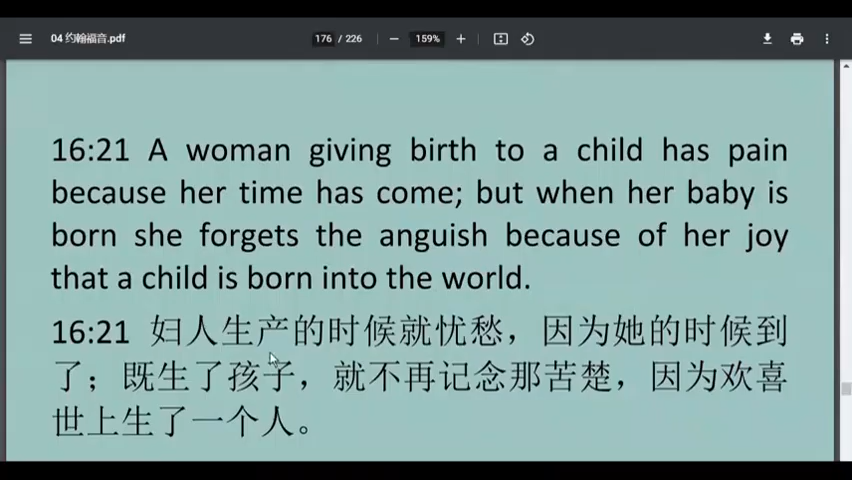 04 约翰福音.pdf
176 / 226
159%
16:21 A woman giving birth to a child has pain
because her time has come; but when her baby is
born she forgets the anguish because of her joy
that a child is born into the world.
16:21 妇人生产的时候就忧愁，因为她的时候到
了；既生了孩子，就不再记念那苦楚，因为欢喜
世上生了一个人。